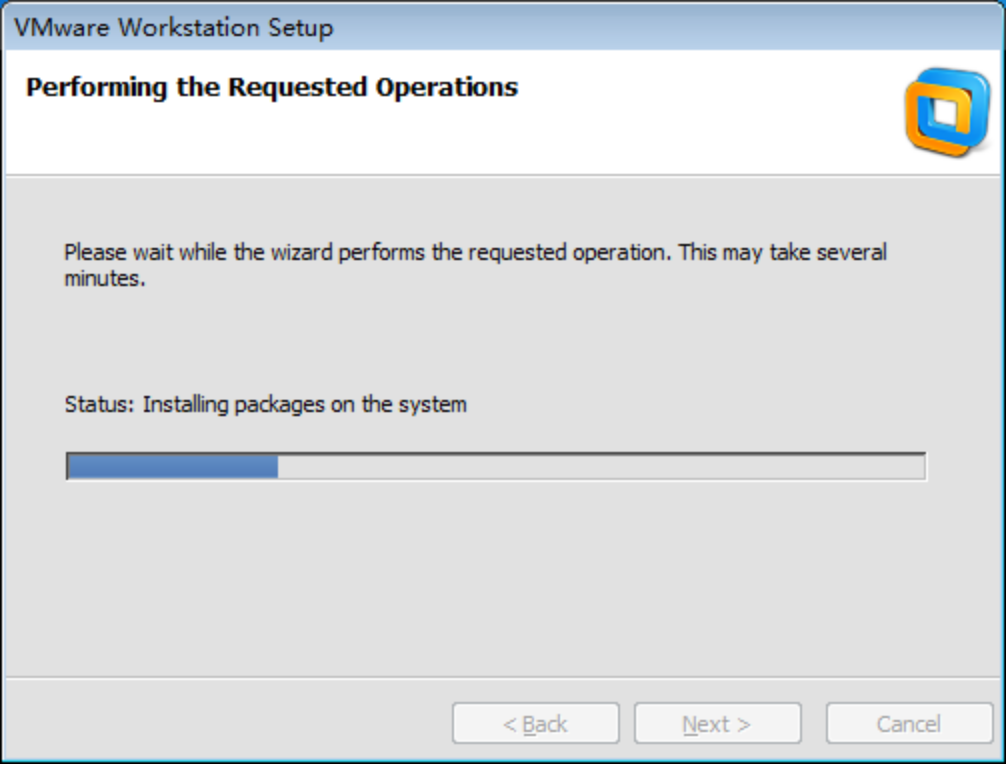 VMware Workstation Setup
Performing the Requested Operations
Please wait while the wizard performs the requested operation. This may take several
minutes.
Status: Installing packages on the system
< Back
Next >
Cancel